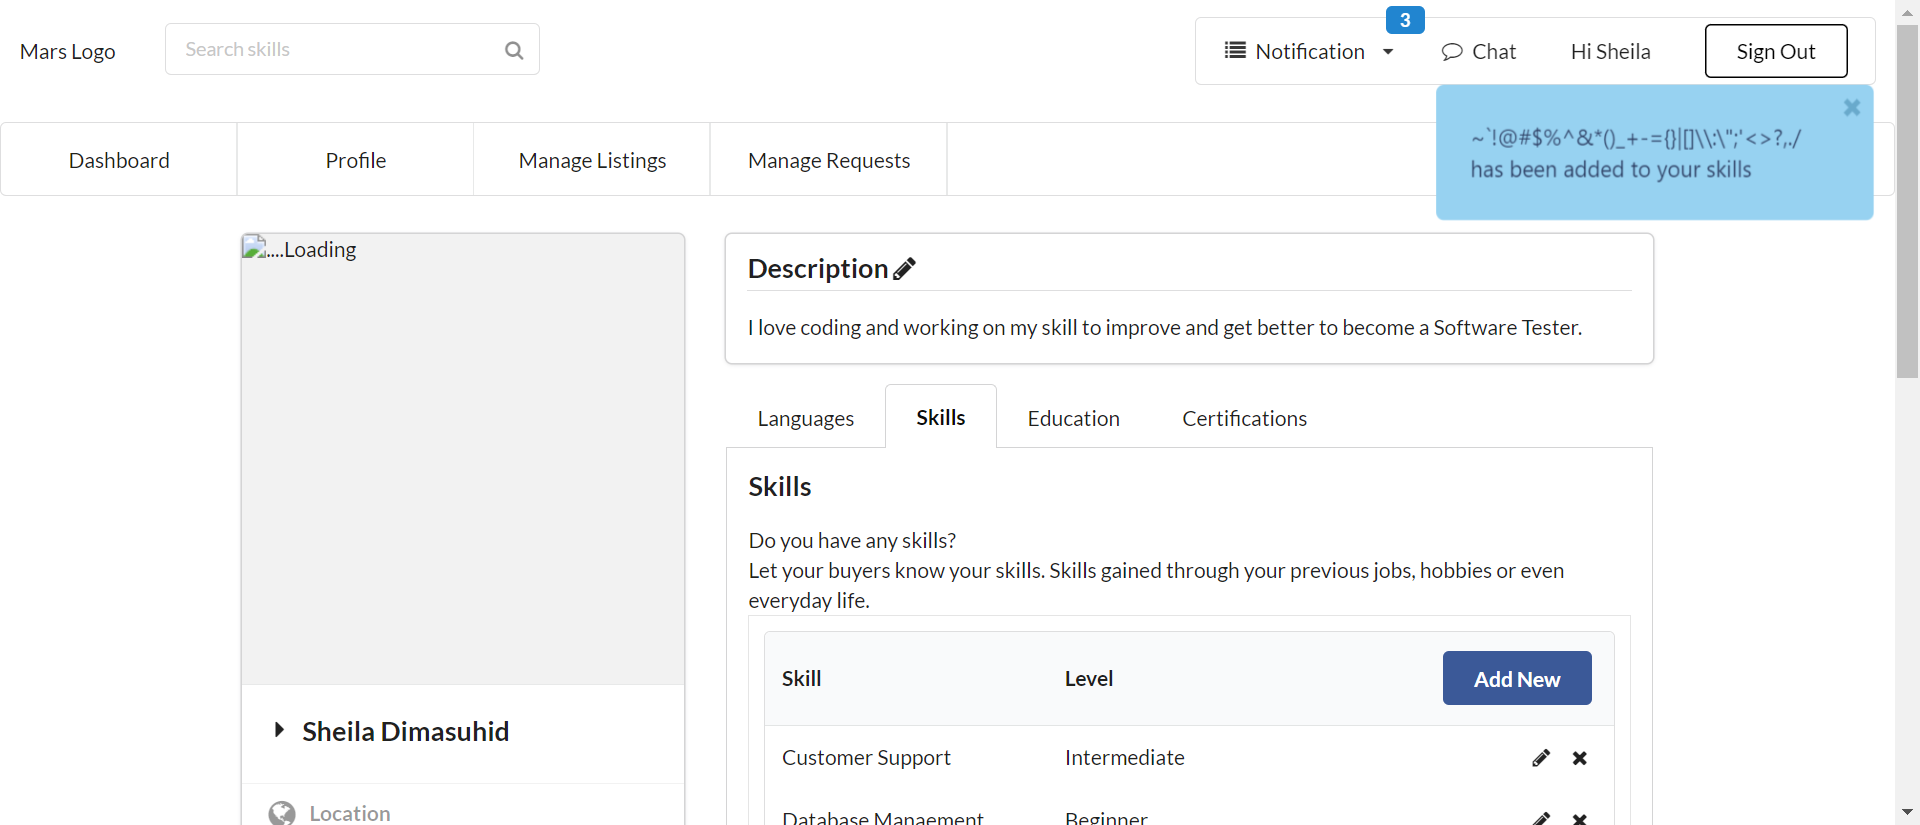 Mars Logo
Search skills
Notification
3
Chat
Hi Sheila
Sign Out
~`!@#$%^&*()_+-={}|[]\\:\";'<>?,./
has been added to your skills
Dashboard
Profile
Manage Listings
Manage Requests
....Loading
Sheila Dimasuhid
Location
Description
I love coding and working on my skill to improve and get better to become a Software Tester.
Languages
Skills
Education
Certifications
Skills
Do you have any skills?
Let your buyers know your skills. Skills gained through your previous jobs, hobbies or even
everyday life.
Skill
Level
Add New
Customer Support
Intermediate
Database Manaement
Beginner